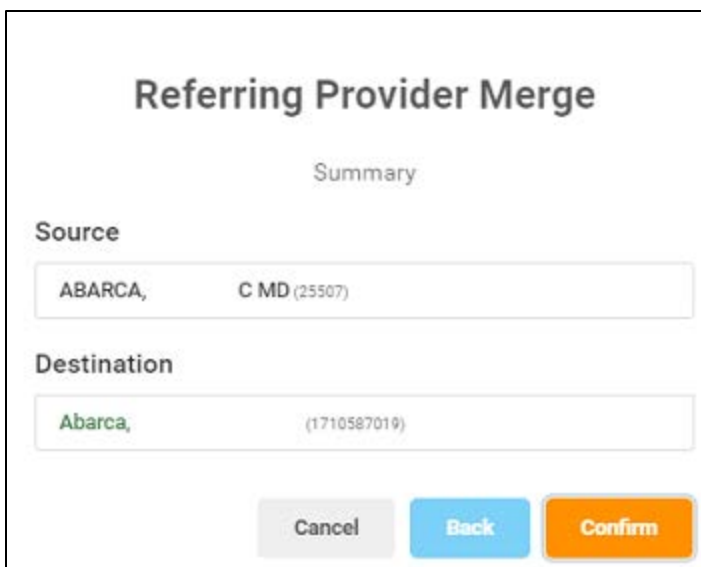 Referring Provider Merge
Summary
Source
ABARCA, C MD (25507)
Destination
Abarca, (1710587019)
Cancel Back Confirm